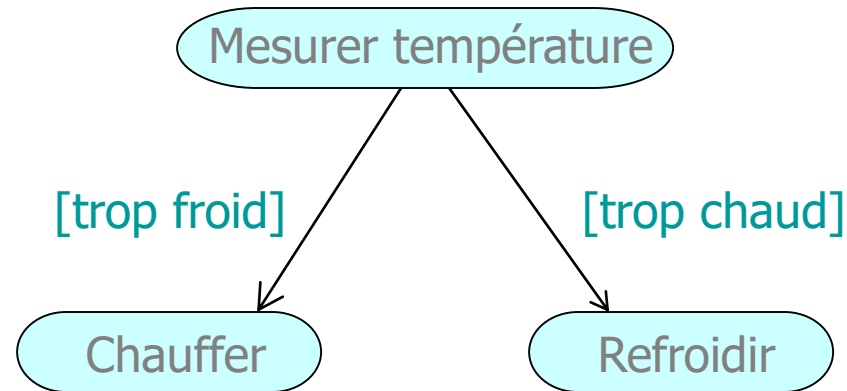 Mesurer température
[trop froid]
[trop chaud]
Chauffer
Refroidir